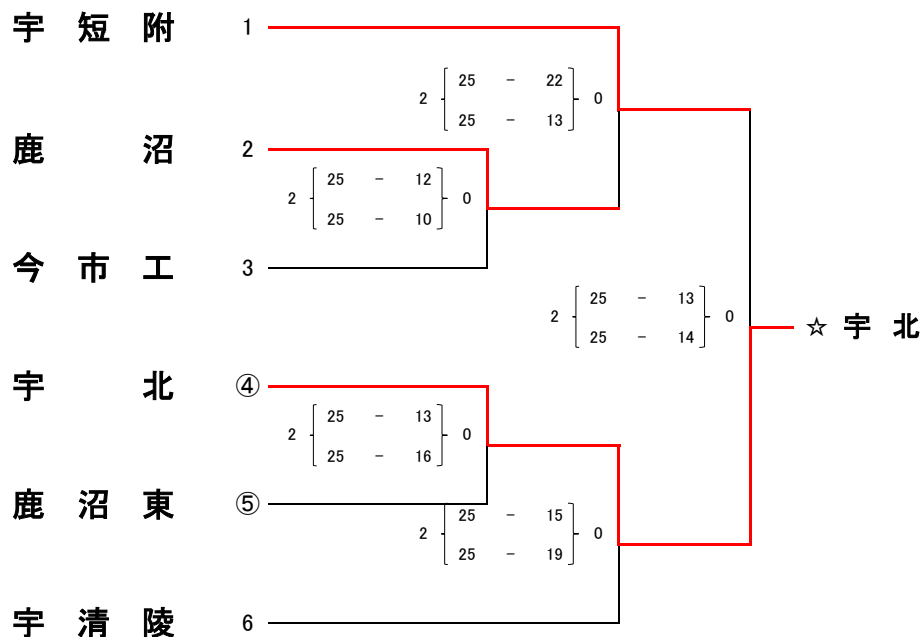 宇 短 附 1
2 25 － 22 0
25 － 13
鹿 沼 2
2 25 － 12 0
25 － 10
今 市 工 3
2 25 － 13 0
25 － 14
☆ 宇 北
宇 北 ④
2 25 － 13 0
25 － 16
鹿 沼 東 ⑤
2 25 － 15 0
25 － 19
宇 清 陵 6